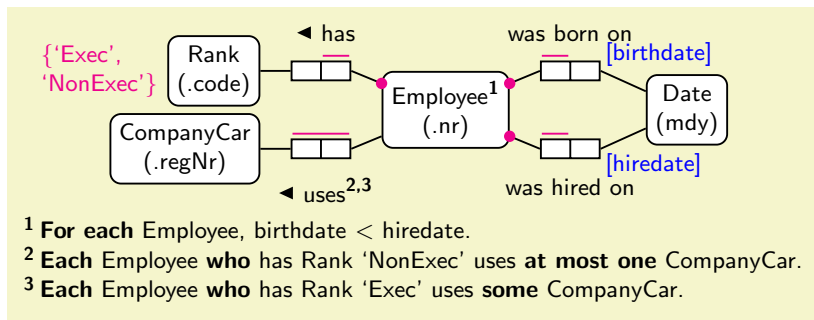 ◄ has
was born on
{‘Exec’,
‘NonExec’}
Rank
(.code)
[birthdate]
Employee¹
(.nr)
Date
(mdy)
CompanyCar
(.regNr)
[hiredate]
◄ uses²,³
was hired on
¹ For each Employee, birthdate < hiredate.
² Each Employee who has Rank ‘NonExec’ uses at most one CompanyCar.
³ Each Employee who has Rank ‘Exec’ uses some CompanyCar.